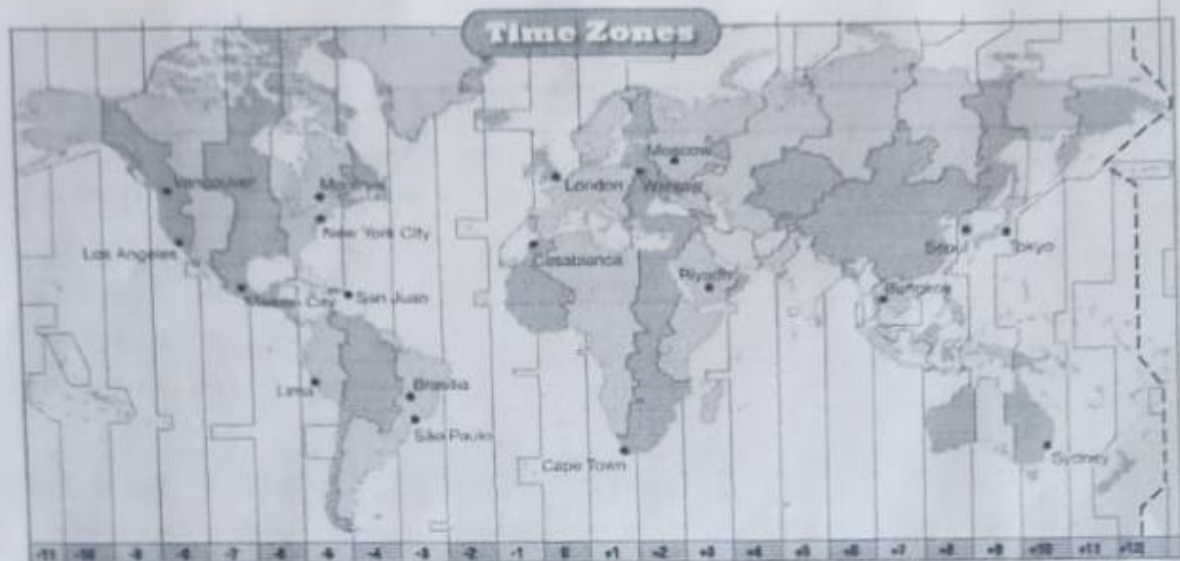 Time Zones
Moscow
London
Warsaw
Vancouver
Montreal
New York City
Los Angeles
Casablanca
Seoul
Tokyo
Riyadh
Bangkok
Mexico City
San Juan
Lima
Brasilia
São Paulo
Cape Town
Sydney
-11 -10 -9 -8 -7 -6 -5 -4 -3 -2 -1 0 +1 +2 +3 +4 +5 +6 +7 +8 +9 +10 +11 +12